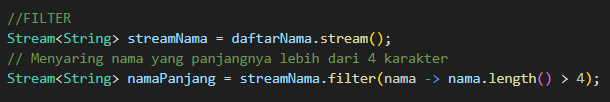 //FILTER
Stream<String> streamNama = daftarNama.stream();
// Menyaring nama yang panjangnya lebih dari 4 karakter
Stream<String> namaPanjang = streamNama.filter(nama -> nama.length() > 4);